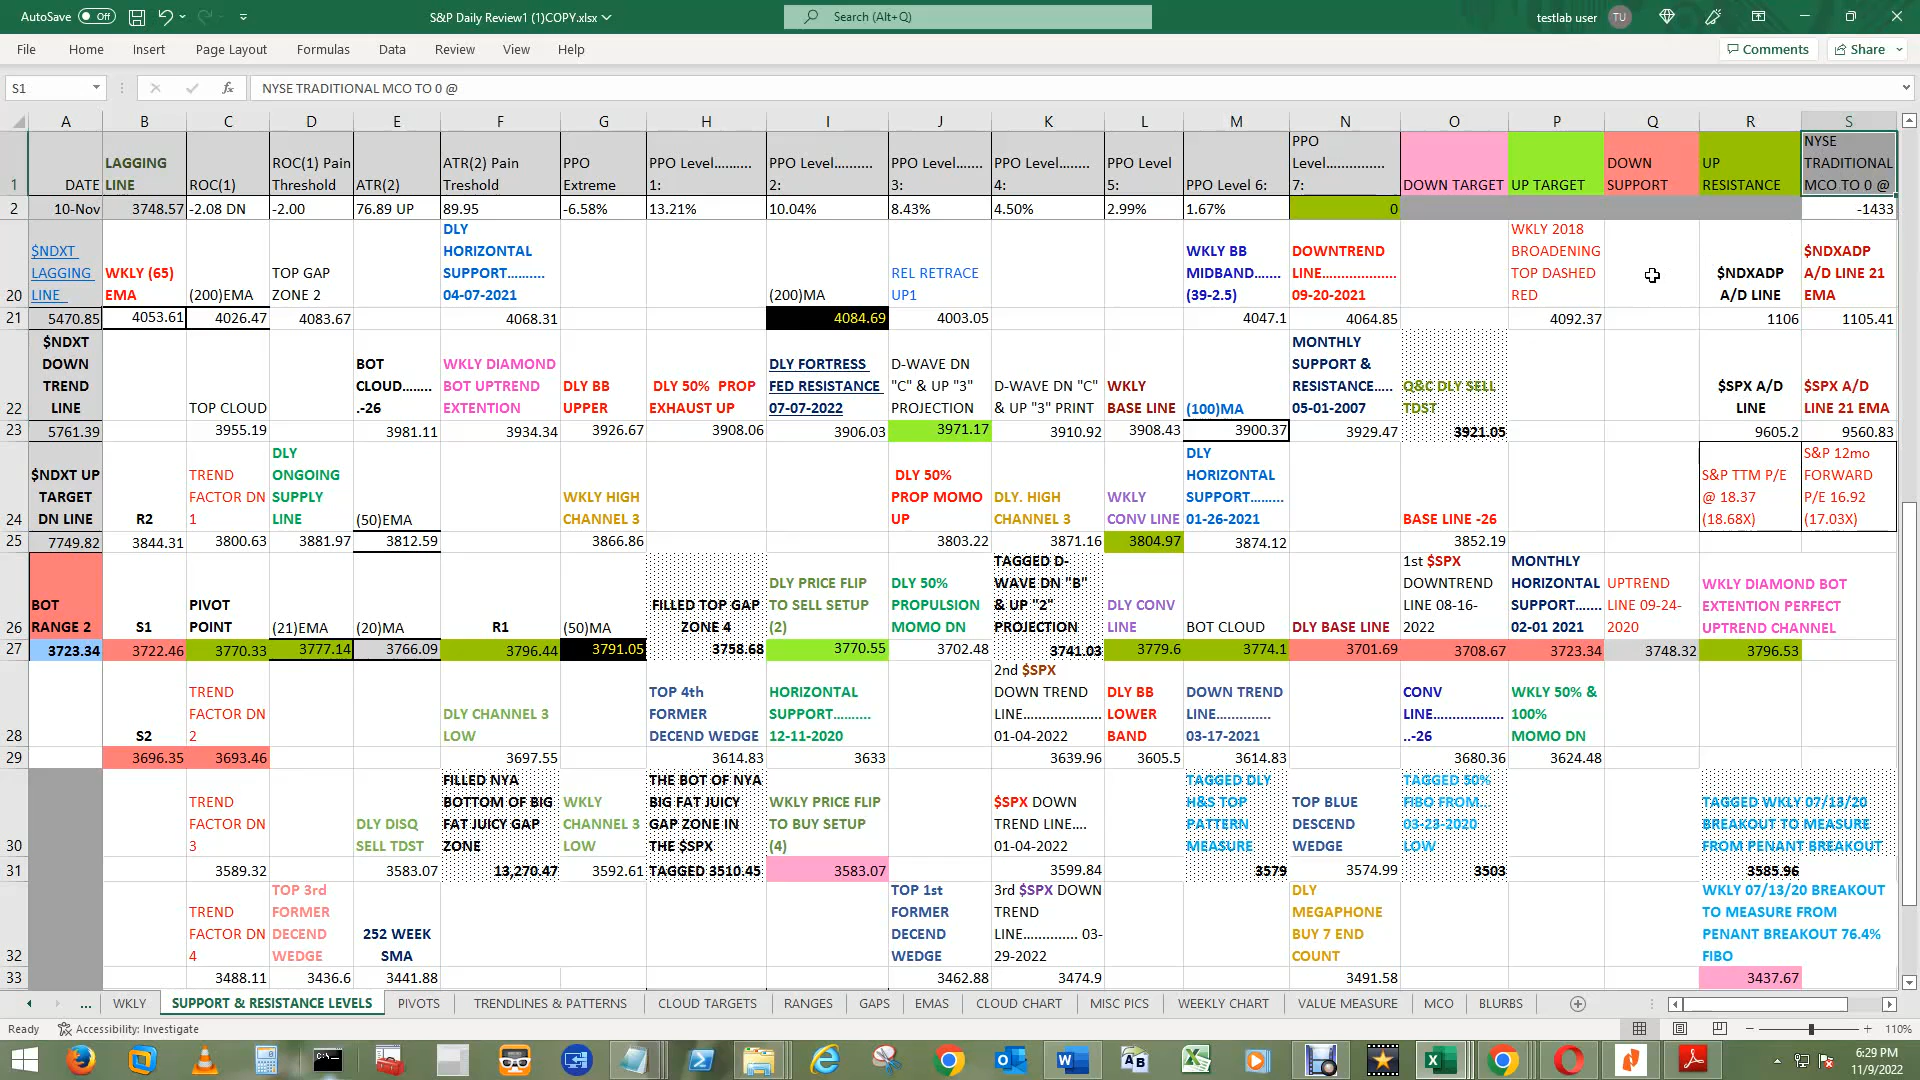 AutoSave Off S&P Daily Review1 (1)COPY.xlsx Search (Alt+Q) testlab user TU
File Home Insert Page Layout Formulas Data Review View Help Comments Share
S1 fx NYSE TRADITIONAL MCO TO 0 @
A B C D E F G H I J K L M N O P Q R S
1 DATE LAGGING LINE ROC(1) ROC(1) Pain Threshold ATR(2) ATR(2) Pain Treshold PPO Extreme PPO Level.......... 1: PPO Level.......... 2: PPO Level....... 3: PPO Level....... 4: PPO Level 5: PPO Level 6: PPO Level............... 7: DOWN TARGET UP TARGET DOWN SUPPORT UP RESISTANCE NYSE TRADITIONAL MCO TO 0 @
2 10-Nov 3748.57 -2.08 DN -2.00 76.89 UP 89.95 -6.58% 13.21% 10.04% 8.43% 4.50% 2.99% 1.67% 0 -1433
20 $NDXT LAGGING LINE WKLY (65) EMA (200)EMA TOP GAP ZONE 2 DLY HORIZONTAL SUPPORT.......... 04-07-2021 (200)MA REL RETRACE UP1 WKLY BB MIDBAND....... (39-2.5) DOWNTREND LINE.................... 09-20-2021 WKLY 2018 BROADENING TOP DASHED RED $NDXADP A/D LINE $NDXADP A/D LINE 21 EMA
21 5470.85 4053.61 4026.47 4083.67 4068.31 4084.69 4003.05 4047.1 4064.85 4092.37 1106 1105.41
22 $NDXT DOWN TREND LINE TOP CLOUD BOT CLOUD........ .-26 WKLY DIAMOND BOT UPTREND EXTENTION DLY BB UPPER DLY 50% PROP EXHAUST UP DLY FORTRESS FED RESISTANCE 07-07-2022 D-WAVE DN "C" & UP "3" PROJECTION D-WAVE DN "C" & UP "3" PRINT WKLY BASE LINE (100)MA MONTHLY SUPPORT & RESISTANCE..... 05-01-2007 Q&C DLY SELL TDST $SPX A/D LINE $SPX A/D LINE 21 EMA
23 5761.39 3955.19 3981.11 3934.34 3926.67 3908.06 3906.03 3971.17 3910.92 3908.43 3900.37 3929.47 3921.05 9605.2 9560.83
24 $NDXT UP TARGET DN LINE R2 TREND FACTOR DN 1 DLY ONGOING SUPPLY LINE (50)EMA WKLY HIGH CHANNEL 3 DLY 50% PROP MOMO UP DLY. HIGH CHANNEL 3 WKLY CONV LINE DLY HORIZONTAL SUPPORT......... 01-26-2021 BASE LINE -26 S&P TTM P/E @ 18.37 (18.68X) S&P 12mo FORWARD P/E 16.92 (17.03X)
25 7749.82 3844.31 3800.63 3881.97 3812.59 3866.86 3803.22 3871.16 3804.97 3874.12 3852.19
26 BOT RANGE 2 S1 PIVOT POINT (21)EMA (20)MA R1 (50)MA FILLED TOP GAP ZONE 4 DLY PRICE FLIP TO SELL SETUP (2) DLY 50% PROPULSION MOMO DN TAGGED D-WAVE DN "B" & UP "2" PROJECTION DLY CONV LINE BOT CLOUD DLY BASE LINE 1st $SPX DOWNTREND LINE 08-16-2022 MONTHLY HORIZONTAL SUPPORT....... 02-01 2021 UPTREND LINE 09-24-2020 WKLY DIAMOND BOT EXTENTION PERFECT UPTREND CHANNEL
27 3723.34 3722.46 3770.33 3777.14 3766.09 3796.44 3791.05 3758.68 3770.55 3702.48 3741.03 3779.6 3774.1 3701.69 3708.67 3723.34 3748.32 3796.53
28 S2 TREND FACTOR DN 2 DLY CHANNEL 3 LOW TOP 4th FORMER DECEND WEDGE HORIZONTAL SUPPORT.......... 12-11-2020 2nd $SPX DOWN TREND LINE.................... 01-04-2022 DLY BB LOWER BAND DOWN TREND LINE.............. 03-17-2021 CONV LINE.................. ..-26 WKLY 50% & 100% MOMO DN
29 3696.35 3693.46 3697.55 3614.83 3633 3639.96 3605.5 3614.83 3680.36 3624.48
30 TREND FACTOR DN 3 DLY DISQ SELL TDST FILLED NYA BOTTOM OF BIG FAT JUICY GAP ZONE WKLY CHANNEL 3 LOW THE BOT OF NYA BIG FAT JUICY GAP ZONE IN THE $SPX WKLY PRICE FLIP TO BUY SETUP (4) $SPX DOWN TREND LINE.... 01-04-2022 TAGGED DLY H&S TOP PATTERN MEASURE TOP BLUE DESCEND WEDGE TAGGED 50% FIBO FROM... 03-23-2020 LOW TAGGED WKLY 07/13/20 BREAKOUT TO MEASURE FROM PENANT BREAKOUT
31 3589.32 3583.07 13,270.47 3592.61 TAGGED 3510.45 3583.07 3599.84 3579 3574.99 3503 3585.96
32 TREND FACTOR DN 4 TOP 3rd FORMER DECEND WEDGE 252 WEEK SMA TOP 1st FORMER DECEND WEDGE 3rd $SPX DOWN TREND LINE.............. 03-29-2022 DLY MEGAPHONE BUY 7 END COUNT WKLY 07/13/20 BREAKOUT TO MEASURE FROM PENANT BREAKOUT 76.4% FIBO
33 3488.11 3436.6 3441.88 3462.88 3474.9 3491.58 3437.67
... WKLY SUPPORT & RESISTANCE LEVELS PIVOTS TRENDLINES & PATTERNS CLOUD TARGETS RANGES GAPS EMAS CLOUD CHART MISC PICS WEEKLY CHART VALUE MEASURE MCO BLURBS
Ready Accessibility: Investigate 110%
6:29 PM
11/9/2022